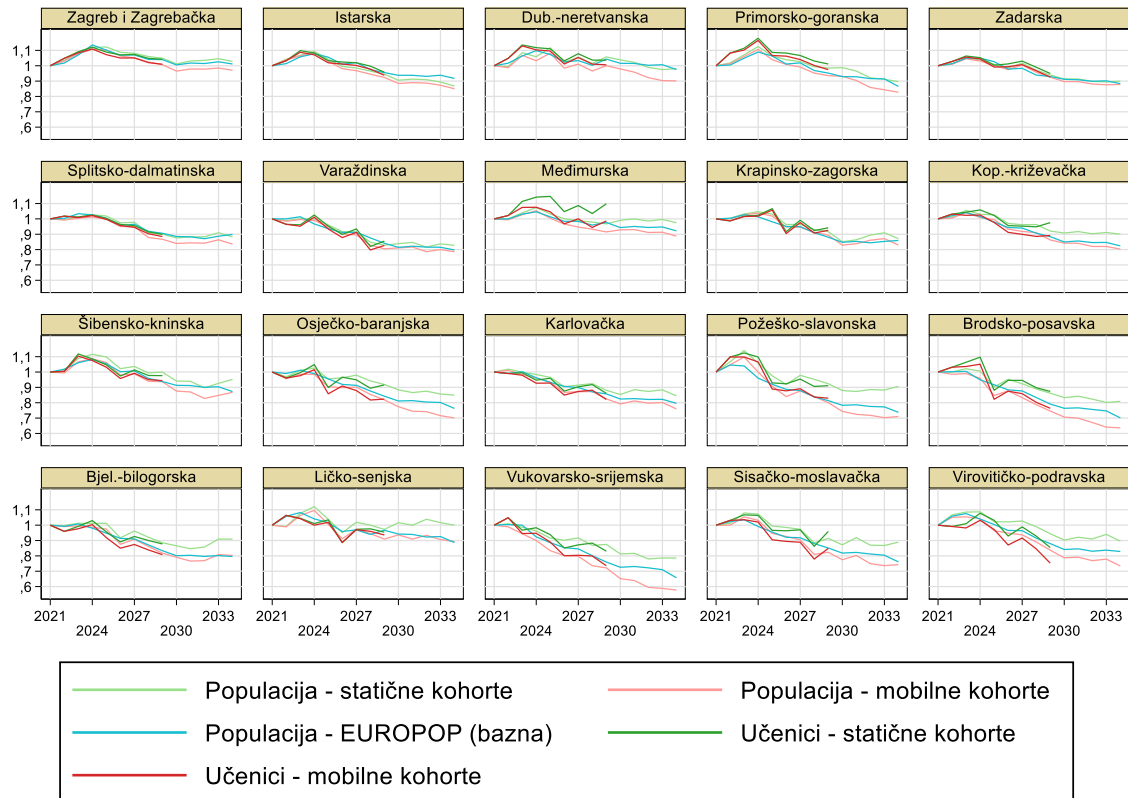 Zagreb i Zagrebačka Istarska Dub.-neretvanska Primorsko-goranska Zadarska
1,1
1
,9
,8
,7
,6
Splitsko-dalmatinska Varaždinska Međimurska Krapinsko-zagorska Kop.-križevačka
1,1
1
,9
,8
,7
,6
Šibensko-kninska Osječko-baranjska Karlovačka Požeško-slavonska Brodsko-posavska
1,1
1
,9
,8
,7
,6
Bjel.-bilogorska Ličko-senjska Vukovarsko-srijemska Sisačko-moslavačka Virovitičko-podravska
1,1
1
,9
,8
,7
,6
2021 2027 2033 2021 2027 2033 2021 2027 2033 2021 2027 2033 2021 2027 2033
2024 2030 2024 2030 2024 2030 2024 2030 2024 2030
Populacija - statične kohorte Populacija - mobilne kohorte
Populacija - EUROPOP (bazna) Učenici - statične kohorte
Učenici - mobilne kohorte